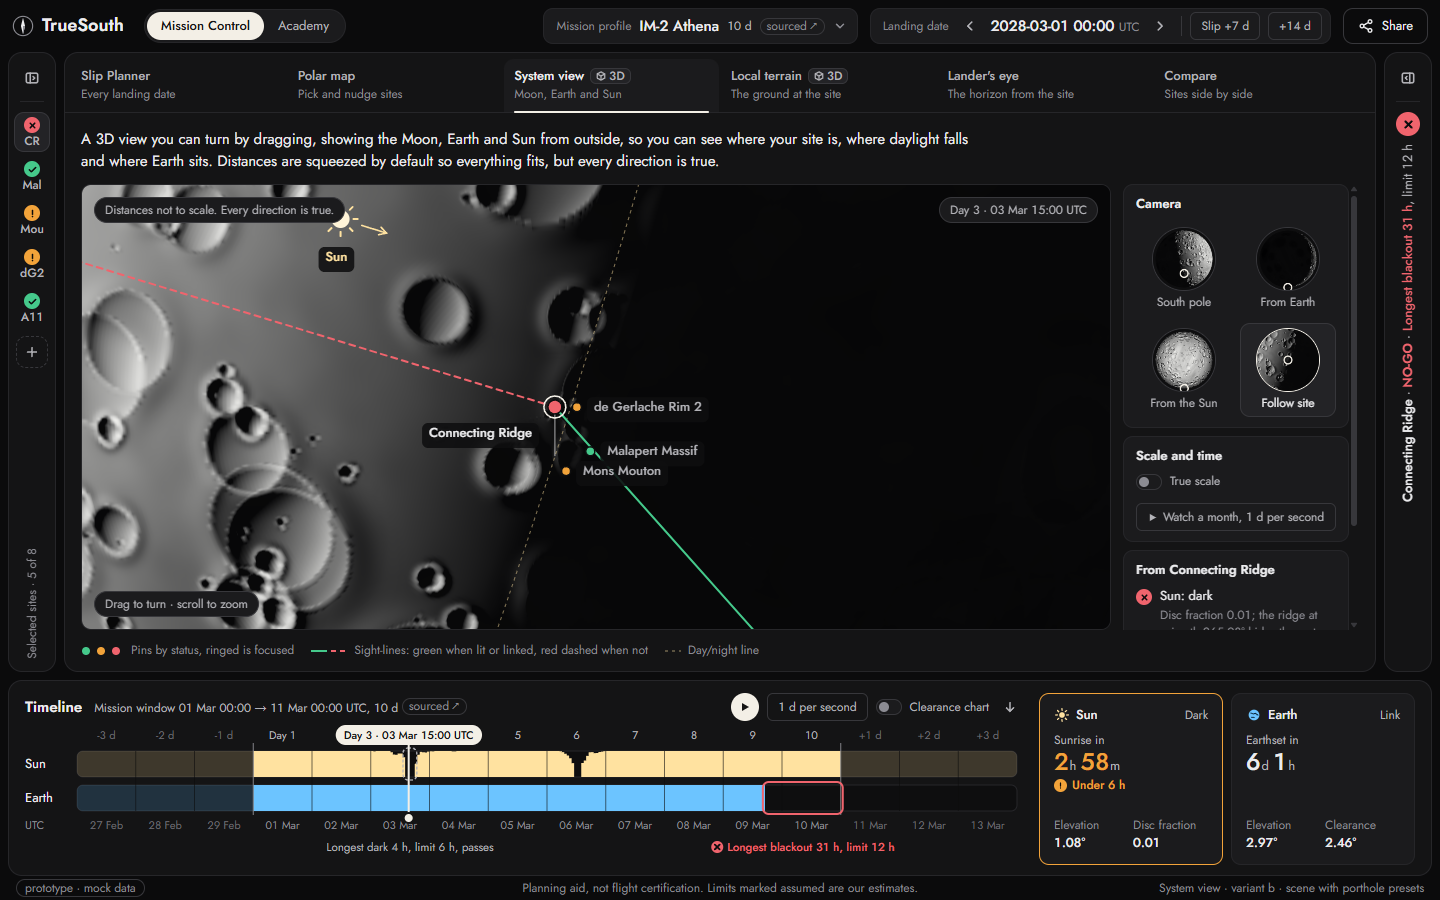 TrueSouth
Mission Control
Academy
Mission profile IM-2 Athena 10 d sourced ↗
Landing date 2028-03-01 00:00 UTC
Slip +7 d
+14 d
Share
CR
Mal
Mou
dG2
A11
Selected sites · 5 of 8
Slip Planner
Every landing date
Polar map
Pick and nudge sites
System view 3D
Moon, Earth and Sun
Local terrain 3D
The ground at the site
Lander's eye
The horizon from the site
Compare
Sites side by side
A 3D view you can turn by dragging, showing the Moon, Earth and Sun from outside, so you can see where your site is, where daylight falls
and where Earth sits. Distances are squeezed by default so everything fits, but every direction is true.
Distances not to scale. Every direction is true.
Day 3 · 03 Mar 15:00 UTC
Sun
de Gerlache Rim 2
Connecting Ridge
Malapert Massif
Mons Mouton
Drag to turn · scroll to zoom
Pins by status, ringed is focused
Sight-lines: green when lit or linked, red dashed when not
Day/night line
Camera
South pole
From Earth
From the Sun
Follow site
Scale and time
True scale
Watch a month, 1 d per second
From Connecting Ridge
Sun: dark
Disc fraction 0.01; the ridge at
Connecting Ridge · NO-GO · Longest blackout 31 h, limit 12 h
Timeline
Mission window 01 Mar 00:00 → 11 Mar 00:00 UTC, 10 d sourced ↗
1 d per second
Clearance chart
-3 d
-2 d
-1 d
Day 1
Day 3 · 03 Mar 15:00 UTC
5
6
7
8
9
10
+1 d
+2 d
+3 d
Sun
Earth
UTC
27 Feb
28 Feb
29 Feb
01 Mar
02 Mar
03 Mar
04 Mar
05 Mar
06 Mar
07 Mar
08 Mar
09 Mar
10 Mar
11 Mar
12 Mar
13 Mar
Longest dark 4 h, limit 6 h, passes
Longest blackout 31 h, limit 12 h
Sun
Dark
Sunrise in
2h 58m
Under 6 h
Elevation
1.08°
Disc fraction
0.01
Earth
Link
Earthset in
6d 1h
Elevation
2.97°
Clearance
2.46°
prototype · mock data
Planning aid, not flight certification. Limits marked assumed are our estimates.
System view · variant b · scene with porthole presets